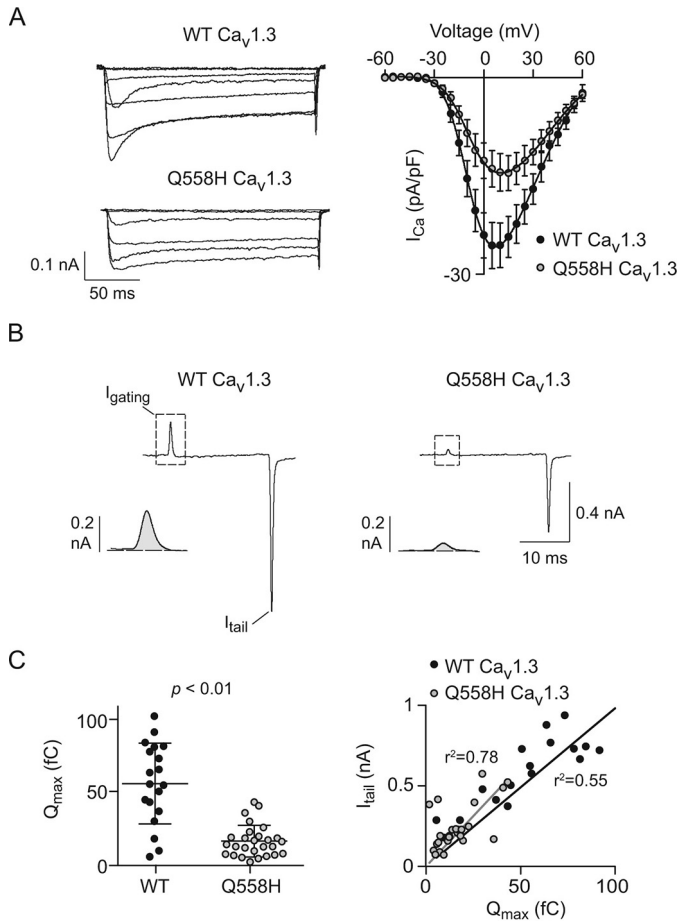 A
WT Cav1.3
Q558H Cav1.3
0.1 nA
50 ms
Voltage (mV)
-60 -30 0 30 60
ICa (pA/pF)
-30
WT Cav1.3
Q558H Cav1.3
B
WT Cav1.3
Q558H Cav1.3
Igating
0.2
nA
Itail
0.2
nA
0.4 nA
10 ms
C
p < 0.01
Qmax (fC)
100
50
0
WT Q558H
WT Cav1.3
Q558H Cav1.3
Itail (nA)
1
0.5
0
r2=0.78
r2=0.55
0 50 100
Qmax (fC)